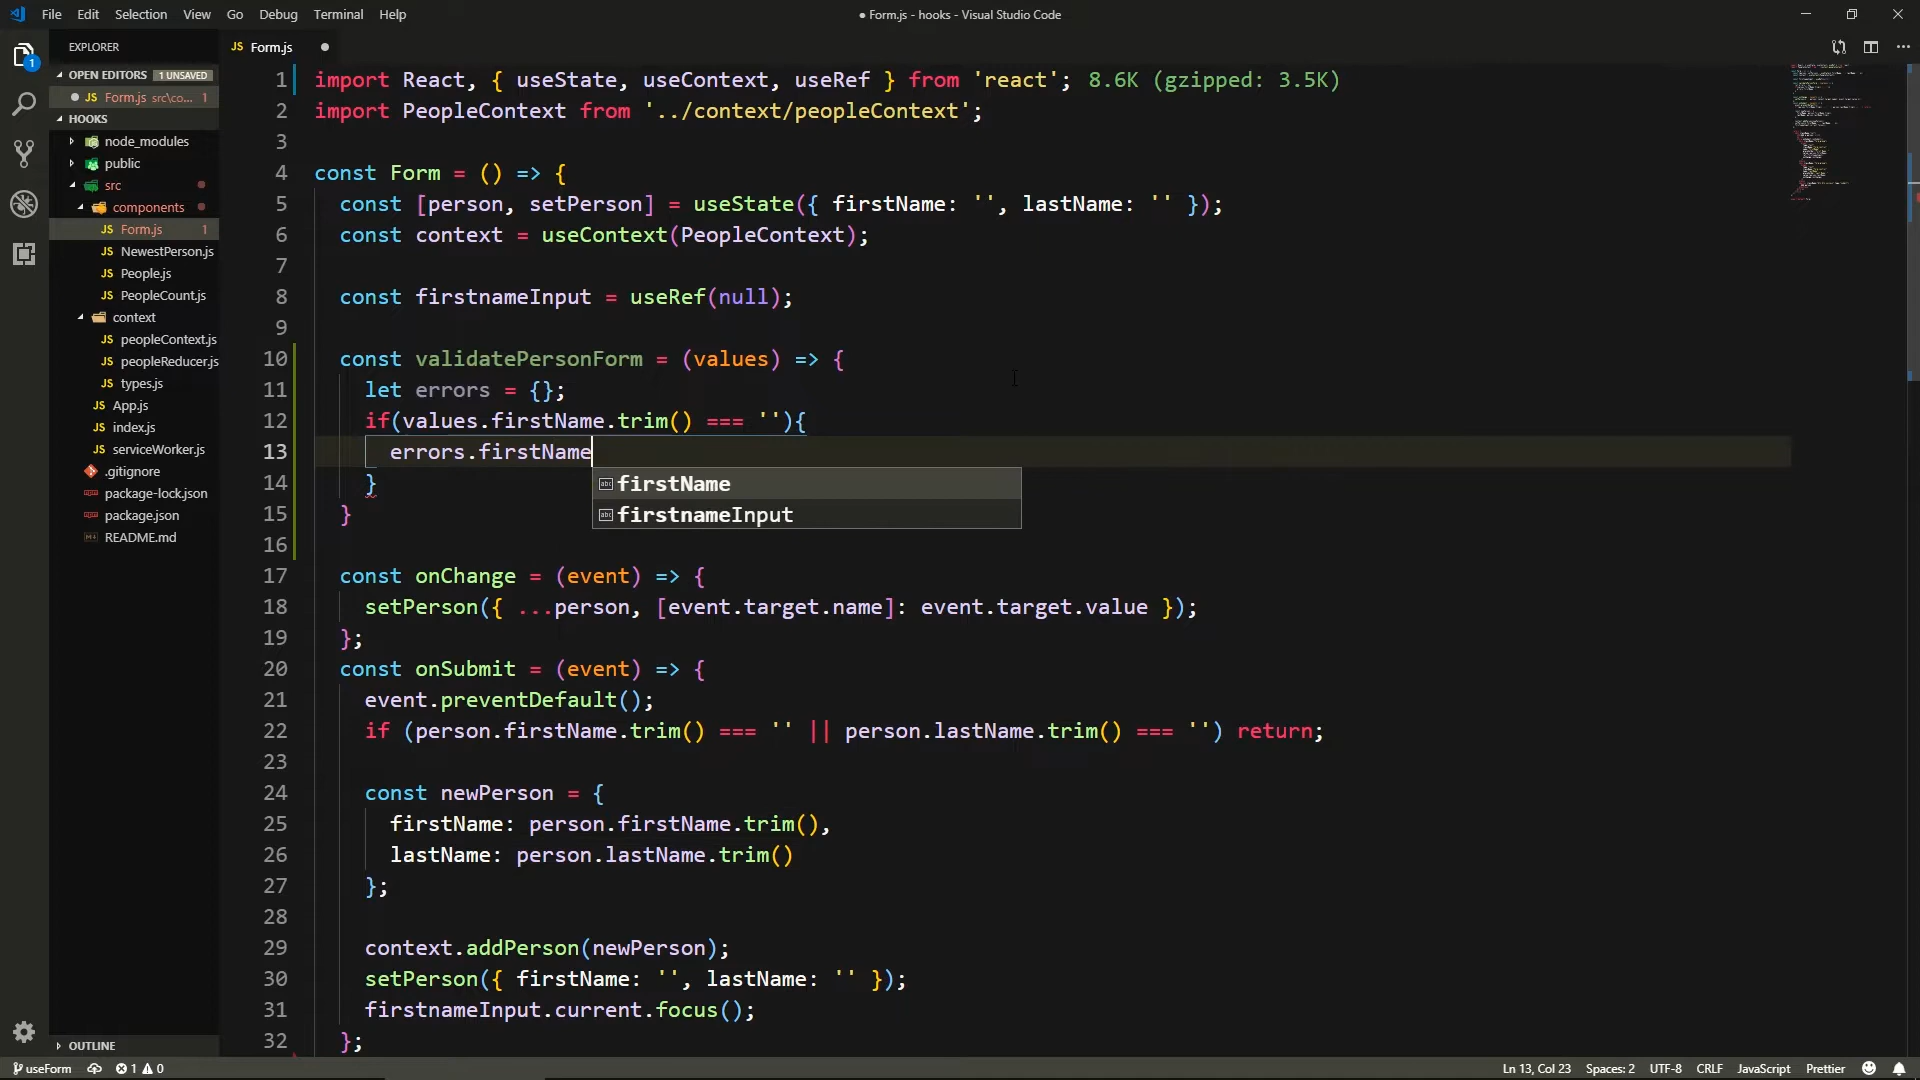 File Edit Selection View Go Debug Terminal Help
● Form.js - hooks - Visual Studio Code
EXPLORER
OPEN EDITORS 1 UNSAVED
● JS Form.js src\co... 1
HOOKS
node_modules
public
src
components
JS Form.js 1
JS NewestPerson.js
JS People.js
JS PeopleCount.js
context
JS peopleContext.js
JS peopleReducer.js
JS types.js
JS App.js
JS index.js
JS serviceWorker.js
.gitignore
package-lock.json
package.json
README.md
OUTLINE
1
JS Form.js ●
1 import React, { useState, useContext, useRef } from 'react'; 8.6K (gzipped: 3.5K)
2 import PeopleContext from '../context/peopleContext';
3
4 const Form = () => {
5 const [person, setPerson] = useState({ firstName: '', lastName: '' });
6 const context = useContext(PeopleContext);
7
8 const firstnameInput = useRef(null);
9
10 const validatePersonForm = (values) => {
11 let errors = {};
12 if(values.firstName.trim() === ''){
13 errors.firstName
14 }
firstName
15 }
firstnameInput
16
17 const onChange = (event) => {
18 setPerson({ ...person, [event.target.name]: event.target.value });
19 };
20 const onSubmit = (event) => {
21 event.preventDefault();
22 if (person.firstName.trim() === '' || person.lastName.trim() === '') return;
23
24 const newPerson = {
25 firstName: person.firstName.trim(),
26 lastName: person.lastName.trim()
27 };
28
29 context.addPerson(newPerson);
30 setPerson({ firstName: '', lastName: '' });
31 firstnameInput.current.focus();
32 };
useForm 1 0
Ln 13, Col 23 Spaces: 2 UTF-8 CRLF JavaScript Prettier